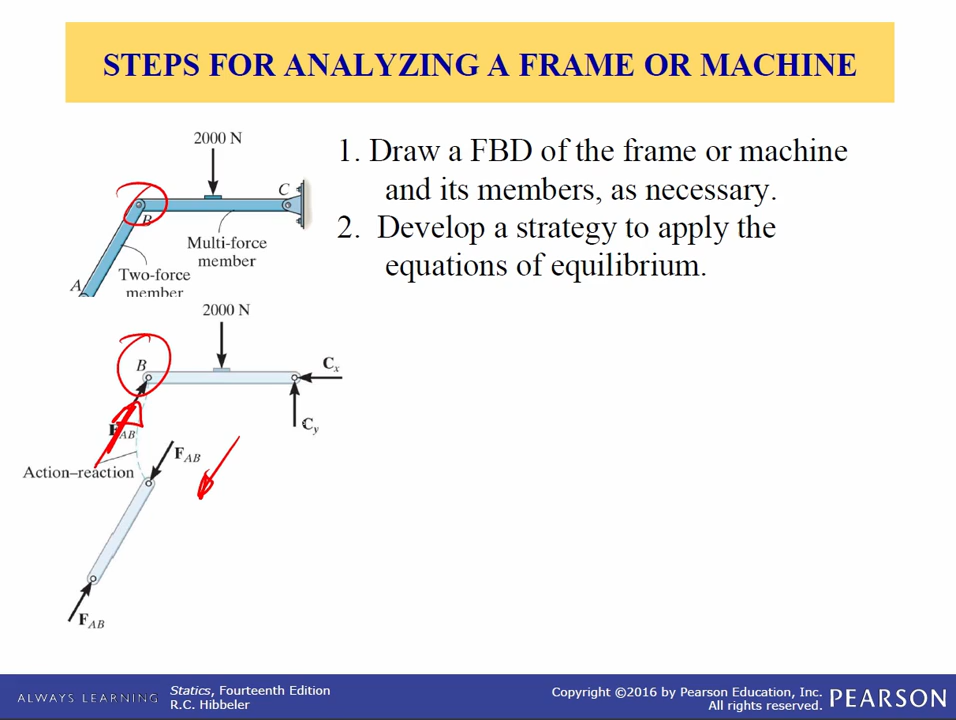 STEPS FOR ANALYZING A FRAME OR MACHINE
2000 N
C
B
Multi-force
member
Two-force
member
A
1. Draw a FBD of the frame or machine
and its members, as necessary.
2. Develop a strategy to apply the
equations of equilibrium.
2000 N
B
Cx
Cy
FAB
FAB
Action–reaction
FAB
ALWAYS LEARNING
Statics, Fourteenth Edition
R.C. Hibbeler
Copyright ©2016 by Pearson Education, Inc.
All rights reserved.
PEARSON